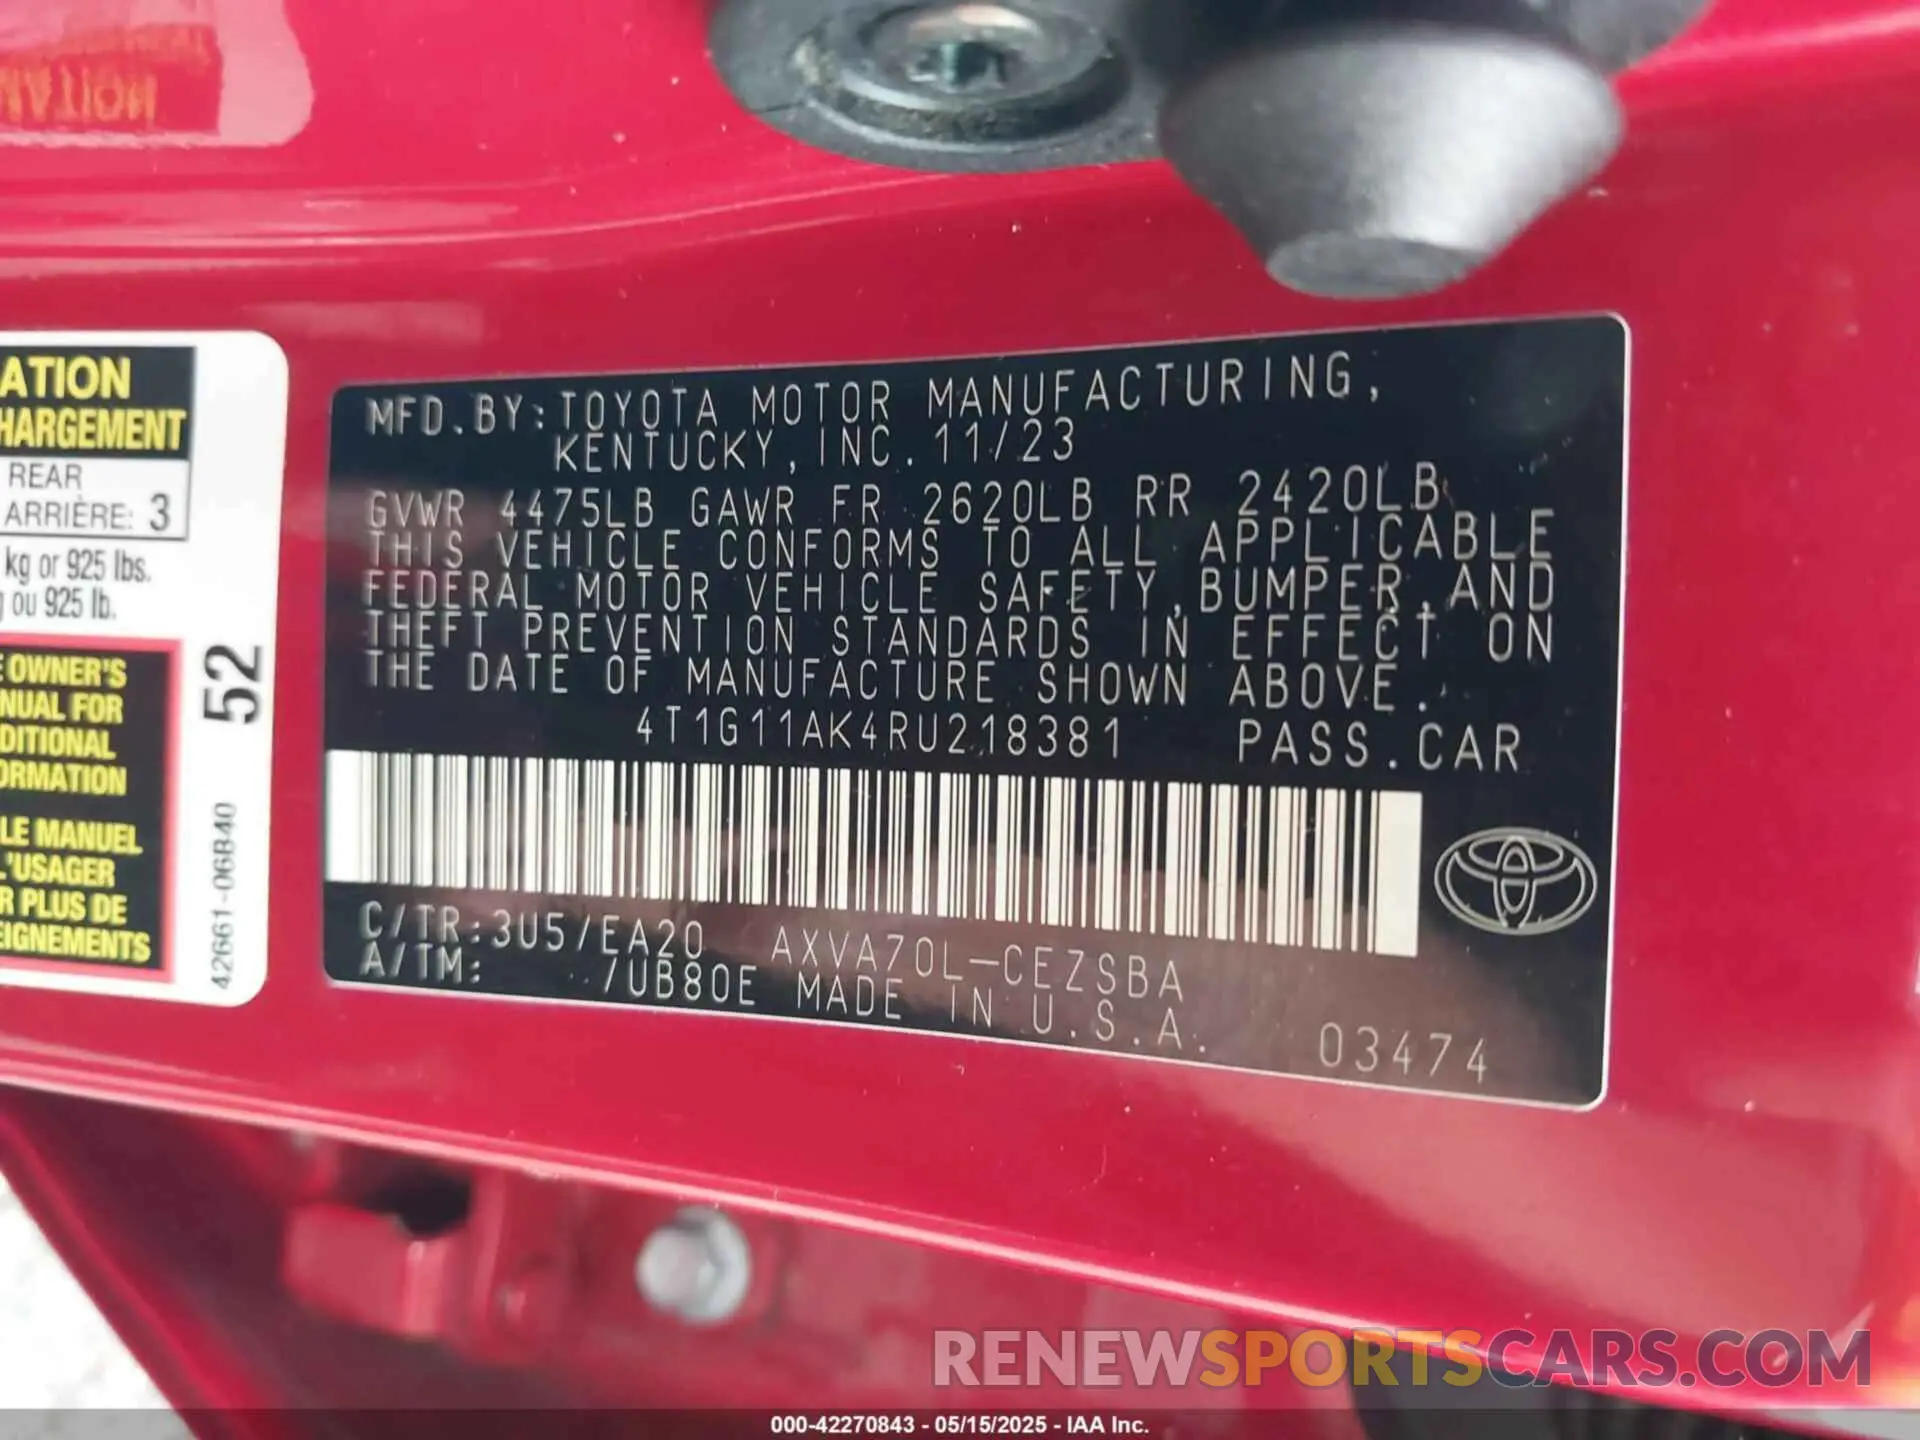 ATION
HARGEMENT
REAR
ARRIÈRE: 3
kg or 925 lbs.
ou 925 lb.
OWNER'S
NUAL FOR
DITIONAL
ORMATION
LE MANUEL
L'USAGER
R PLUS DE
EIGNEMENTS
52
42661-06B40
MFD.BY:TOYOTA MOTOR MANUFACTURING,
KENTUCKY,INC. 11/23
GVWR 4475LB GAWR FR 2620LB RR 2420LB
THIS VEHICLE CONFORMS TO ALL APPLICABLE
FEDERAL MOTOR VEHICLE SAFETY,BUMPER,AND
THEFT PREVENTION STANDARDS IN EFFECT ON
THE DATE OF MANUFACTURE SHOWN ABOVE.
4T1G11AK4RU218381 PASS.CAR
C/TR:3U5/EA20 AXVA70L-CEZSBA
A/TM: /UB80E MADE IN U.S.A.
03474
RENEWSPORTSCARS.COM
000-42270843 - 05/15/2025 - IAA Inc.